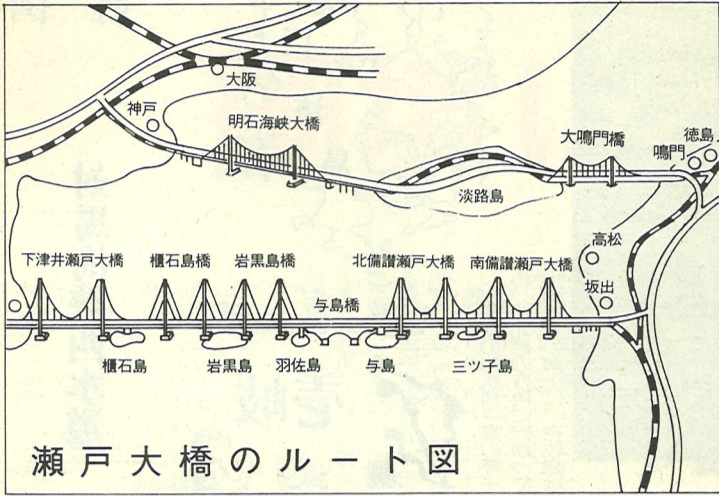 大阪
神戸
明石海峡大橋
大鳴門橋
鳴門
徳島
淡路島
高松
坂出
下津井瀬戸大橋
櫃石島橋
岩黒島橋
与島橋
北備讃瀬戸大橋
南備讃瀬戸大橋
櫃石島
岩黒島
羽佐島
与島
三ツ子島
瀬戸大橋のルート図